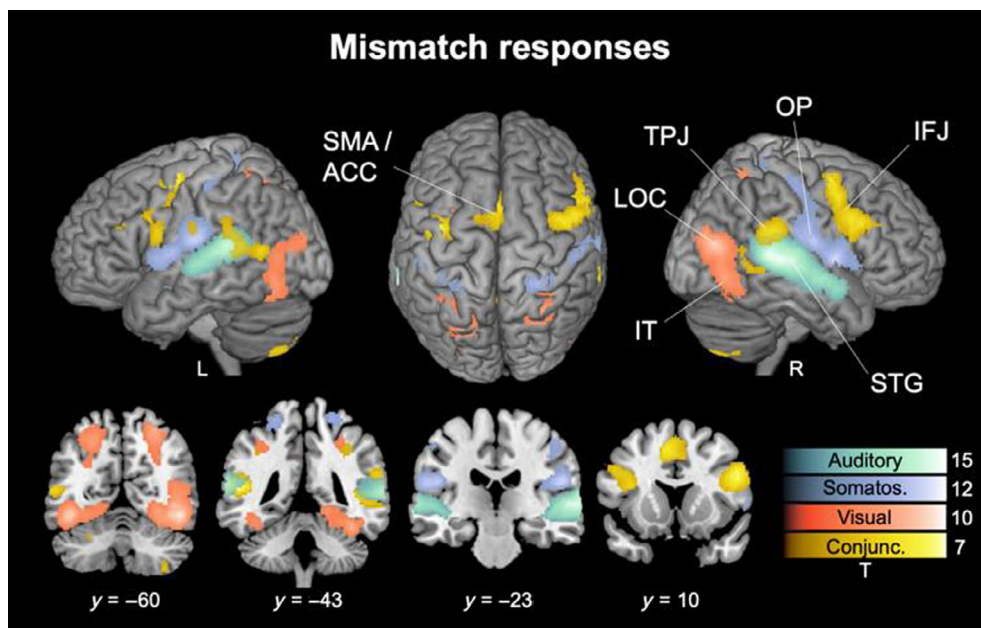 Mismatch responses
SMA /
ACC
TPJ
OP
IFJ
LOC
IT
STG
L
R
Auditory 15
Somatos. 12
Visual 10
Conjunc. 7
T
y = −60
y = −43
y = −23
y = 10